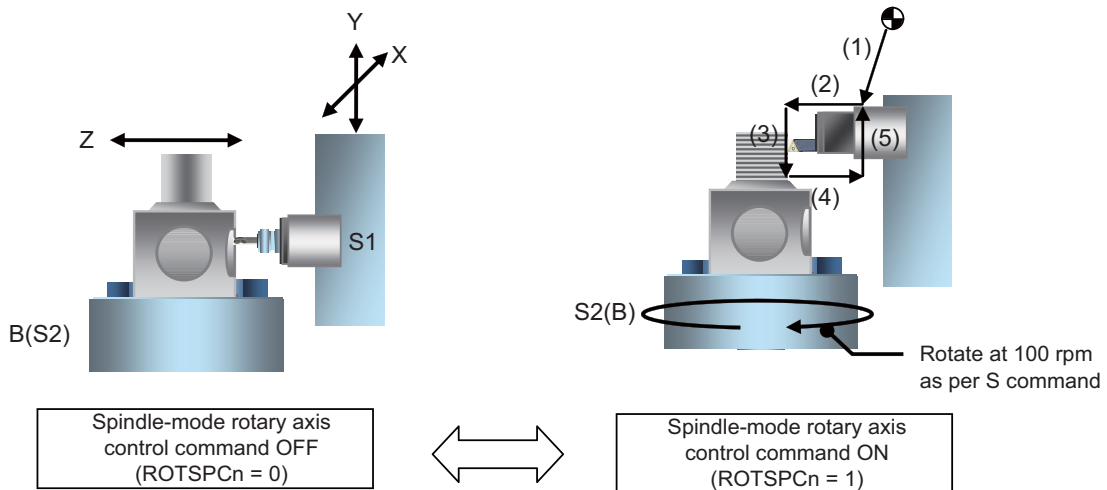 Y
X
Z
S1
B(S2)
Spindle-mode rotary axis
control command OFF
(ROTSPCn = 0)
(1)
(2)
(3)
(5)
(4)
S2(B)
Rotate at 100 rpm
as per S command
Spindle-mode rotary axis
control command ON
(ROTSPCn = 1)